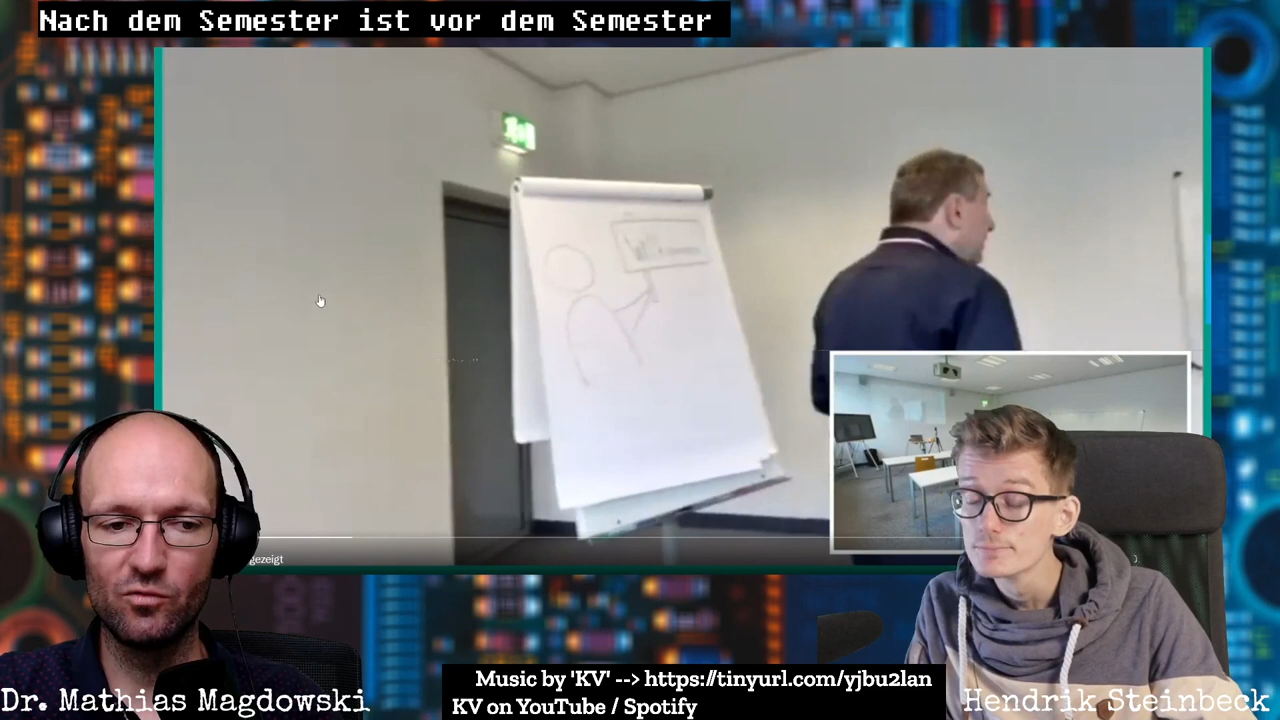 Nach dem Semester ist vor dem Semester
gezeigt
Dr. Mathias Magdowski
Music by 'KV' --> https://tinyurl.com/yjbu2lan
KV on YouTube / Spotify
Hendrik Steinbeck